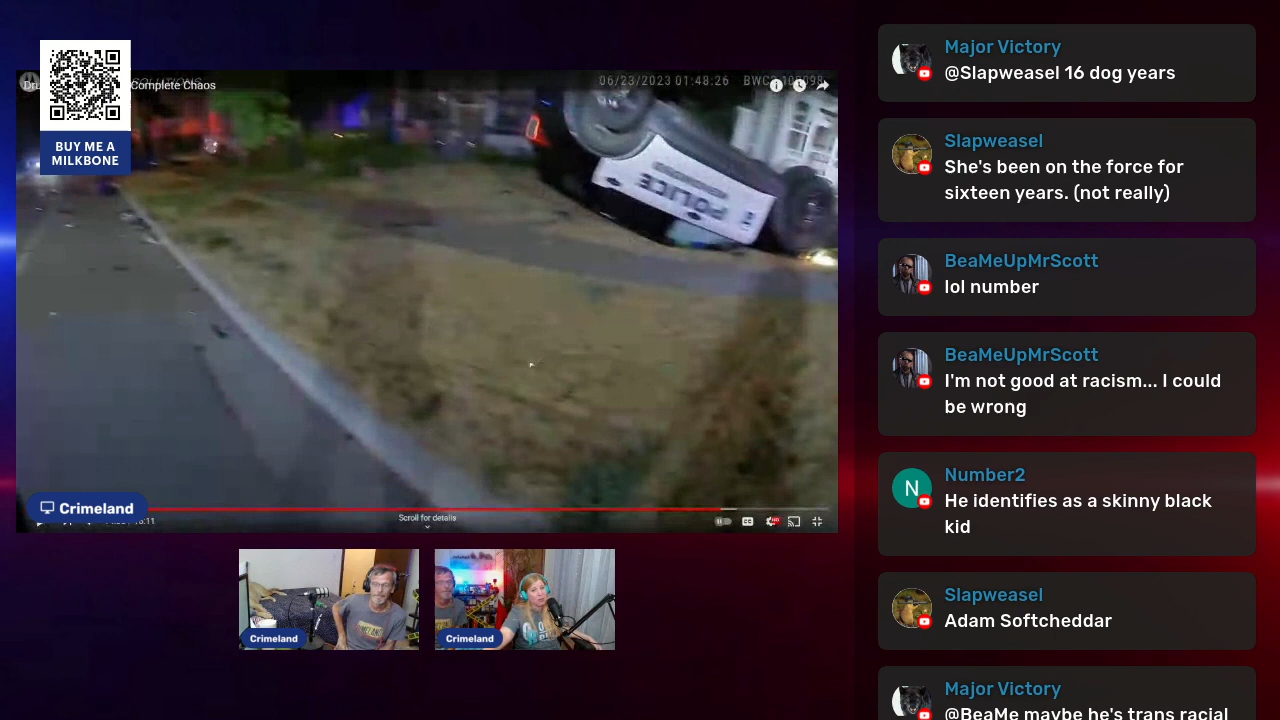 SOLUTIONS
06/23/2023 01:48:26
Complete Chaos
BUY ME A
MILKBONE
POLICE
Crimeland
Scroll for details
CC
HD
Crimeland
Crimeland
Major Victory
@Slapweasel 16 dog years
Slapweasel
She's been on the force for
sixteen years. (not really)
BeaMeUpMrScott
lol number
BeaMeUpMrScott
I'm not good at racism... I could
be wrong
N
Number2
He identifies as a skinny black
kid
Slapweasel
Adam Softcheddar
Major Victory
@BeaMe maybe he's trans racial